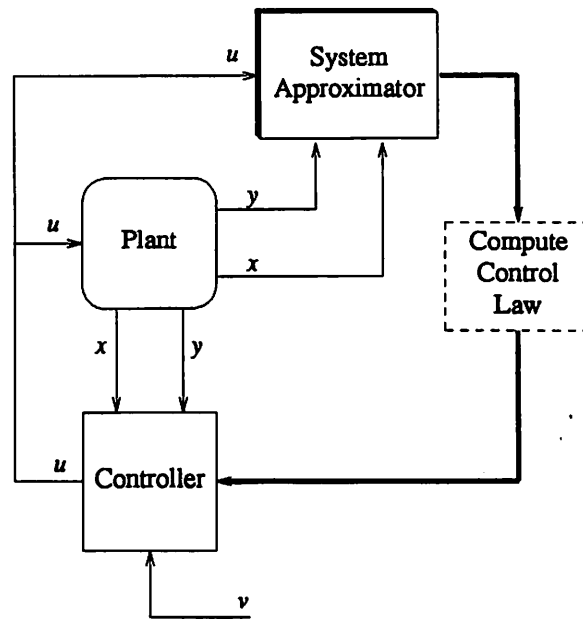 u
System
Approximator
y
u
Plant
Compute
Control
Law
x
x
y
u
Controller
v